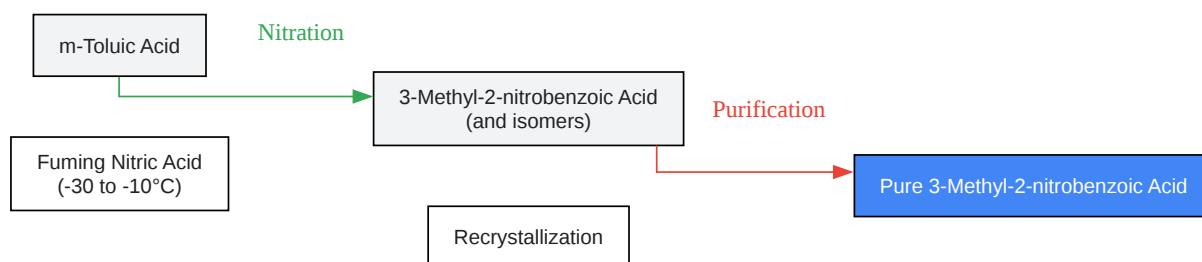 m-Toluic Acid
Nitration
3-Methyl-2-nitrobenzoic Acid
(and isomers)
Purification
Fuming Nitric Acid
(-30 to -10°C)
Pure 3-Methyl-2-nitrobenzoic Acid
Recrystallization